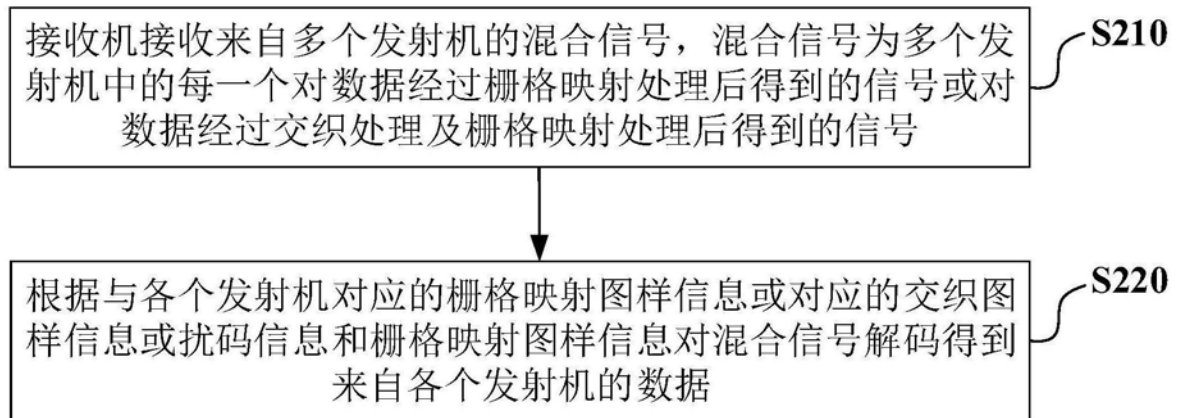 接收机接收来自多个发射机的混合信号，混合信号为多个发
射机中的每一个对数据经过栅格映射处理后得到的信号或对
数据经过交织处理及栅格映射处理后得到的信号
S210
根据与各个发射机对应的栅格映射图样信息或对应的交织图
样信息或扰码信息和栅格映射图样信息对混合信号解码得到
来自各个发射机的数据
S220